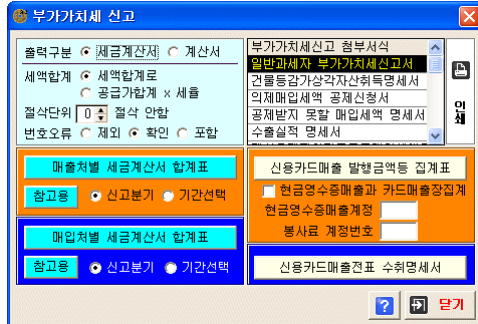 부가가치세 신고
출력구분 세금계산서 계산서
세액합계 세액합계로
공급가합계 x 세율
절삭단위 0 절삭 안함
번호오류 제외 확인 포함
부가가치세신고 첨부서식
일반과세자 부가가치세신고서
건물등감가상각자산취득명세서
의제매입세액 공제신청서
공제받지 못할 매입세액 명세서
수출실적 명세서
인쇄
매출처별 세금계산서 합계표
참고용 신고분기 기간선택
매입처별 세금계산서 합계표
참고용 신고분기 기간선택
신용카드매출 발행금액등 집계표
현금영수증매출과 카드매출장집계
현금영수증매출계정
봉사료 계정번호
신용카드매출전표 수취명세서
? 닫기